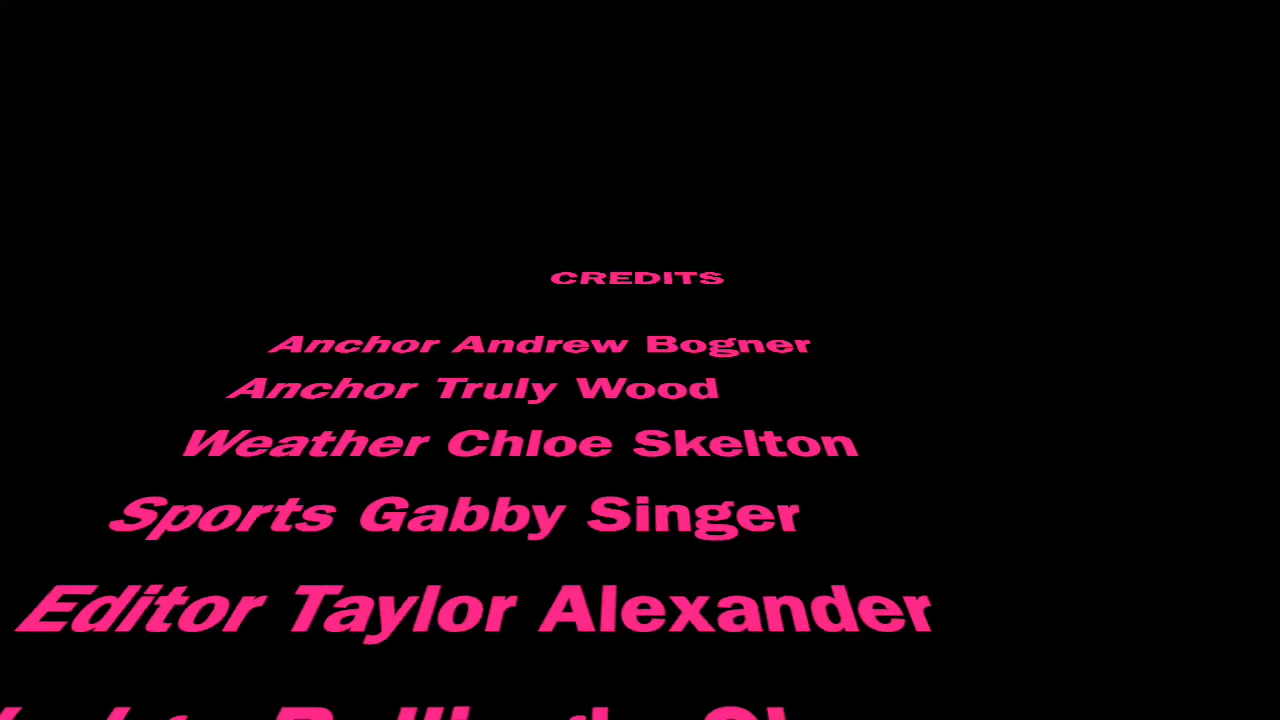 CREDITS
Anchor Andrew Bogner
Anchor Truly Wood
Weather Chloe Skelton
Sports Gabby Singer
Editor Taylor Alexander